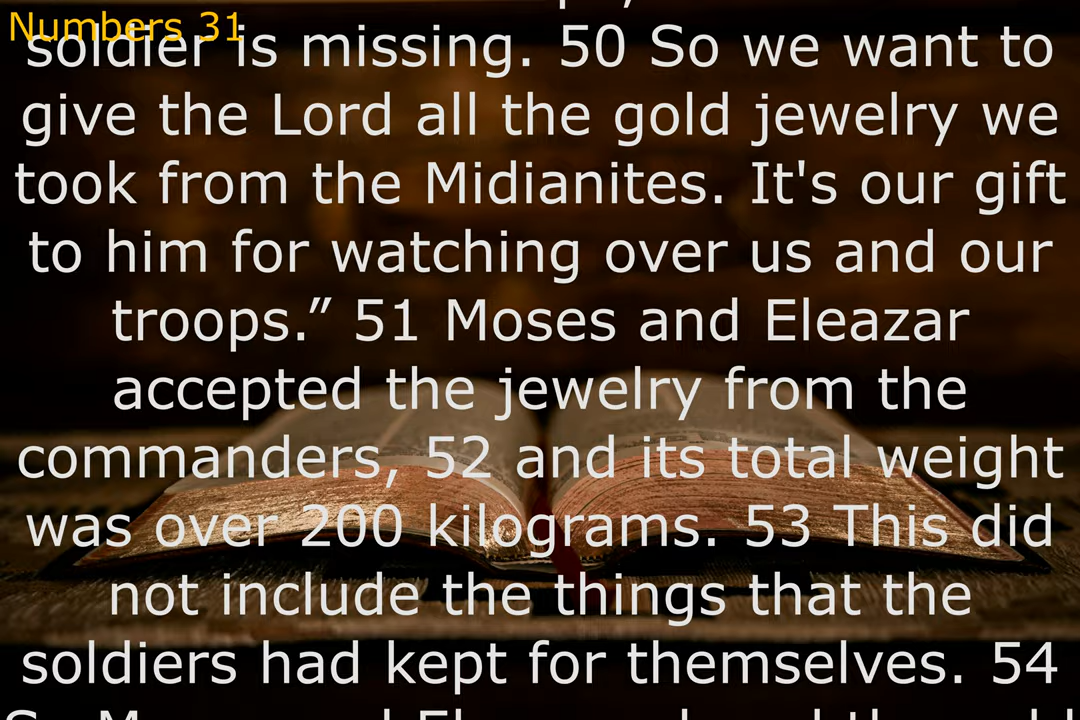 Numbers 31
soldier is missing. 50 So we want to
give the Lord all the gold jewelry we
took from the Midianites. It's our gift
to him for watching over us and our
troops.” 51 Moses and Eleazar
accepted the jewelry from the
commanders, 52 and its total weight
was over 200 kilograms. 53 This did
not include the things that the
soldiers had kept for themselves. 54